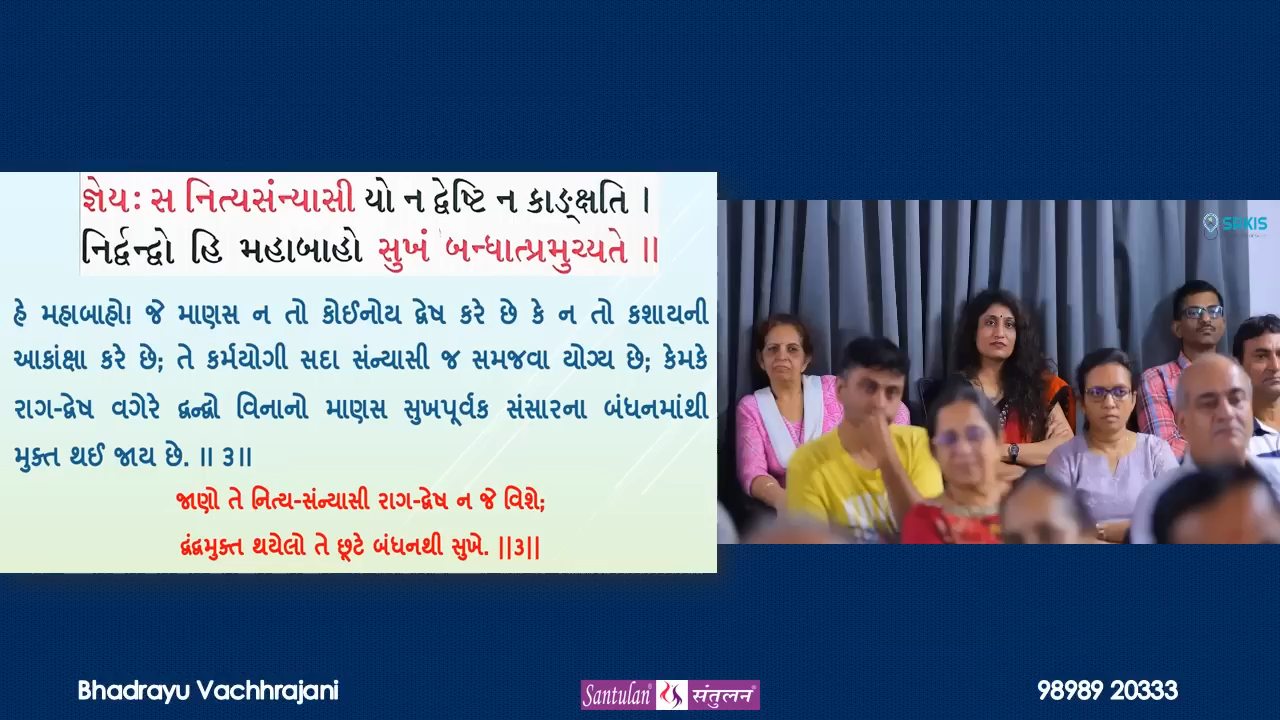 જ્ઞેયઃ સ નિત્યસંન્યાસી યો ન દ્વેષ્ટિ ન કાઙ્ક્ષતિ ।
નિર્દ્વન્દ્વો હિ મહાબાહો સુખં બન્ધાત્પ્રમુચ્યતે ॥
હે મહાબાહો! જે માણસ ન તો કોઈનોય દ્વેષ કરે છે કે ન તો કશાયની
આકાંક્ષા કરે છે; તે કર્મયોગી સદા સંન્યાસી જ સમજવા યોગ્ય છે; કેમકે
રાગ-દ્વેષ વગેરે દ્વન્દ્વો વિનાનો માણસ સુખપૂર્વક સંસારના બંધનમાંથી
મુક્ત થઈ જાય છે. ॥ ૩॥
જાણો તે નિત્ય-સંન્યાસી રાગ-દ્વેષ ન જે વિશે;
દ્વંદ્વમુક્ત થયેલો તે છૂટે બંધનથી સુખે. ||૩||
SRKIS
Bhadrayu Vachhrajani
Santulan संतुलन
98989 20333